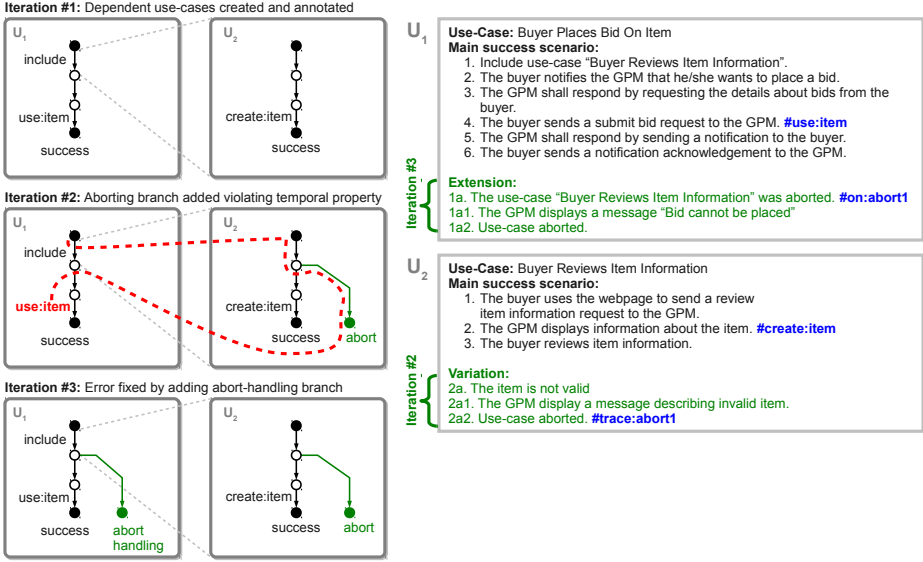 Iteration #1: Dependent use-cases created and annotated
U1
include
use:item
success
U2
create:item
success
Iteration #2: Aborting branch added violating temporal property
U1
include
use:item
success
U2
create:item
success
abort
Iteration #3: Error fixed by adding abort-handling branch
U1
include
use:item
success
abort
handling
U2
create:item
success
abort
U1
Use-Case: Buyer Places Bid On Item
Main success scenario:
1. Include use-case “Buyer Reviews Item Information”.
2. The buyer notifies the GPM that he/she wants to place a bid.
3. The GPM shall respond by requesting the details about bids from the
buyer.
4. The buyer sends a submit bid request to the GPM. #use:item
5. The GPM shall respond by sending a notification to the buyer.
6. The buyer sends a notification acknowledgement to the GPM.
Iteration #3
Extension:
1a. The use-case “Buyer Reviews Item Information” was aborted. #on:abort1
1a1. The GPM displays a message “Bid cannot be placed”
1a2. Use-case aborted.
U2
Use-Case: Buyer Reviews Item Information
Main success scenario:
1. The buyer uses the webpage to send a review
item information request to the GPM.
2. The GPM displays information about the item. #create:item
3. The buyer reviews item information.
Iteration #2
Variation:
2a. The item is not valid
2a1. The GPM display a message describing invalid item.
2a2. Use-case aborted. #trace:abort1